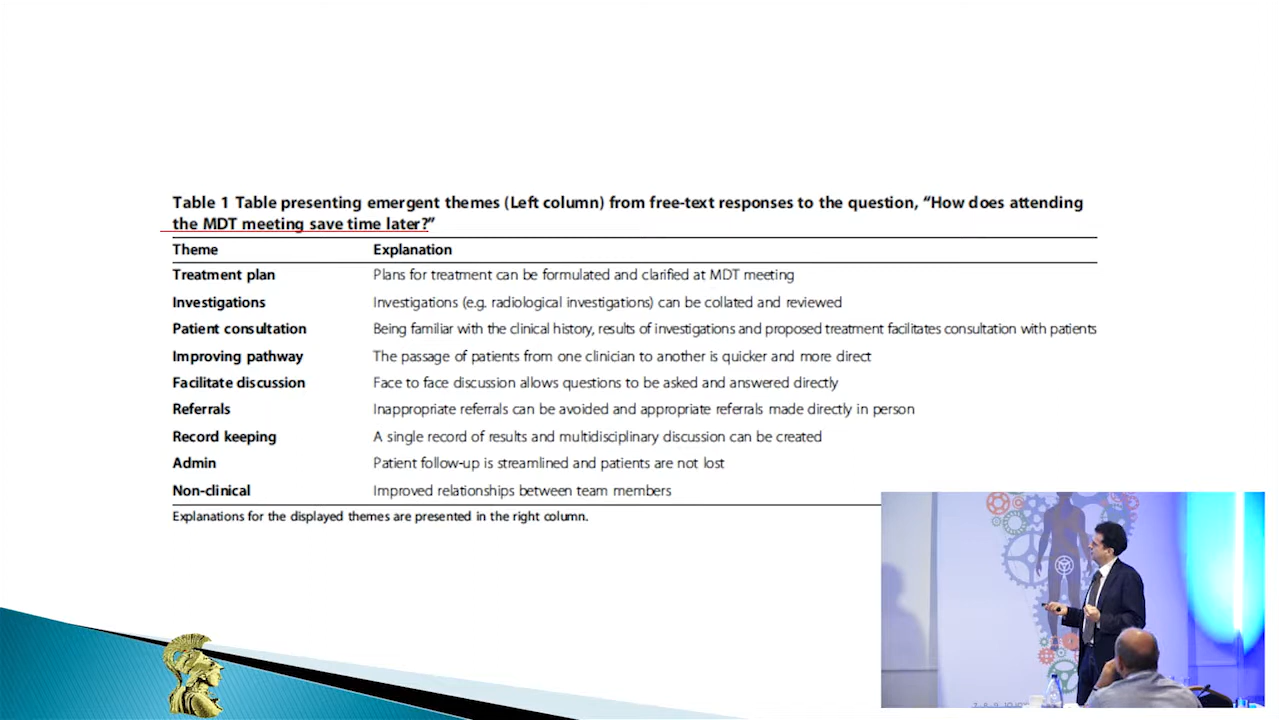 Table 1 Table presenting emergent themes (Left column) from free-text responses to the question, “How does attending
the MDT meeting save time later?”
Theme Explanation
Treatment plan Plans for treatment can be formulated and clarified at MDT meeting
Investigations Investigations (e.g. radiological investigations) can be collated and reviewed
Patient consultation Being familiar with the clinical history, results of investigations and proposed treatment facilitates consultation with patients
Improving pathway The passage of patients from one clinician to another is quicker and more direct
Facilitate discussion Face to face discussion allows questions to be asked and answered directly
Referrals Inappropriate referrals can be avoided and appropriate referrals made directly in person
Record keeping A single record of results and multidisciplinary discussion can be created
Admin Patient follow-up is streamlined and patients are not lost
Non-clinical Improved relationships between team members
Explanations for the displayed themes are presented in the right column.